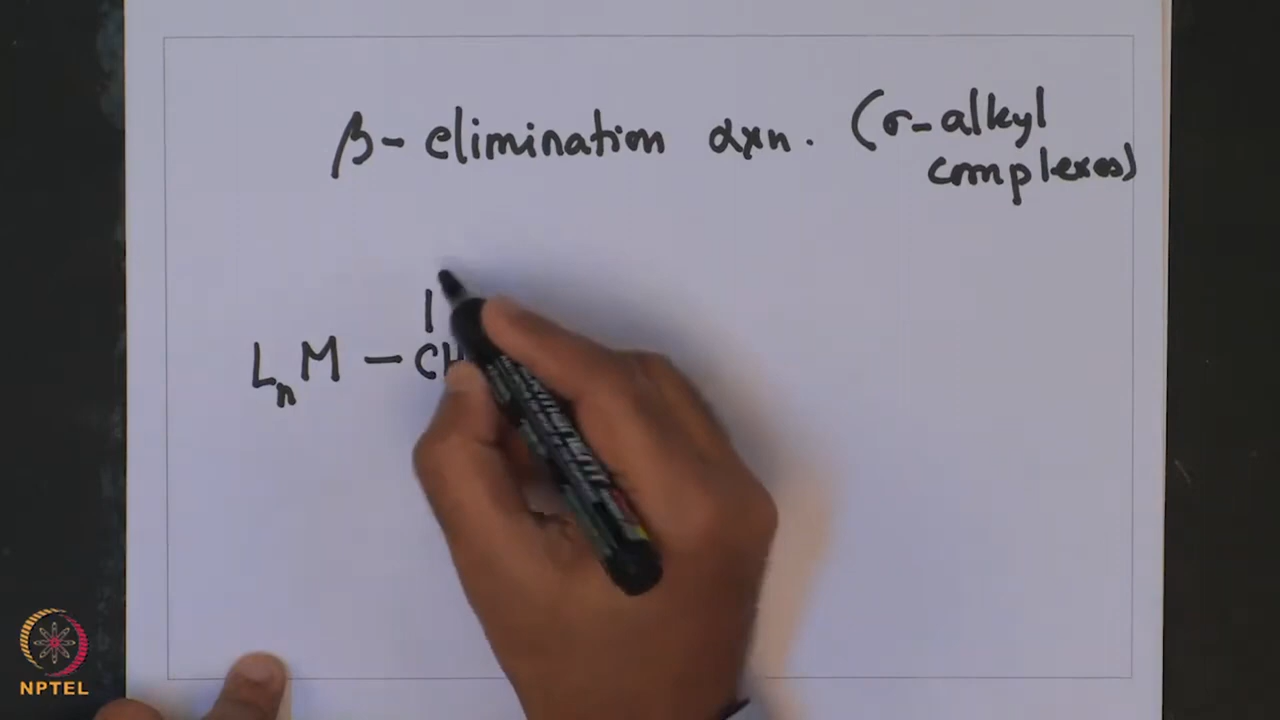 β- elimination rxn. (σ-alkyl
complexes)
LnM — CH
NPTEL